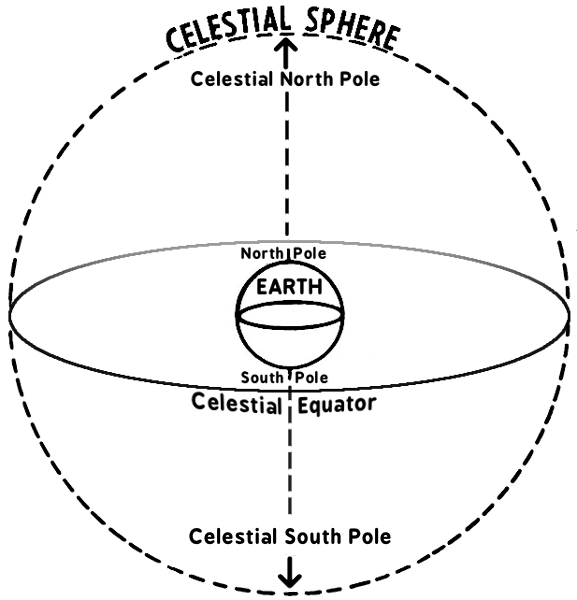 CELESTIAL SPHERE
Celestial North Pole
North Pole
EARTH
South Pole
Celestial Equator
Celestial South Pole